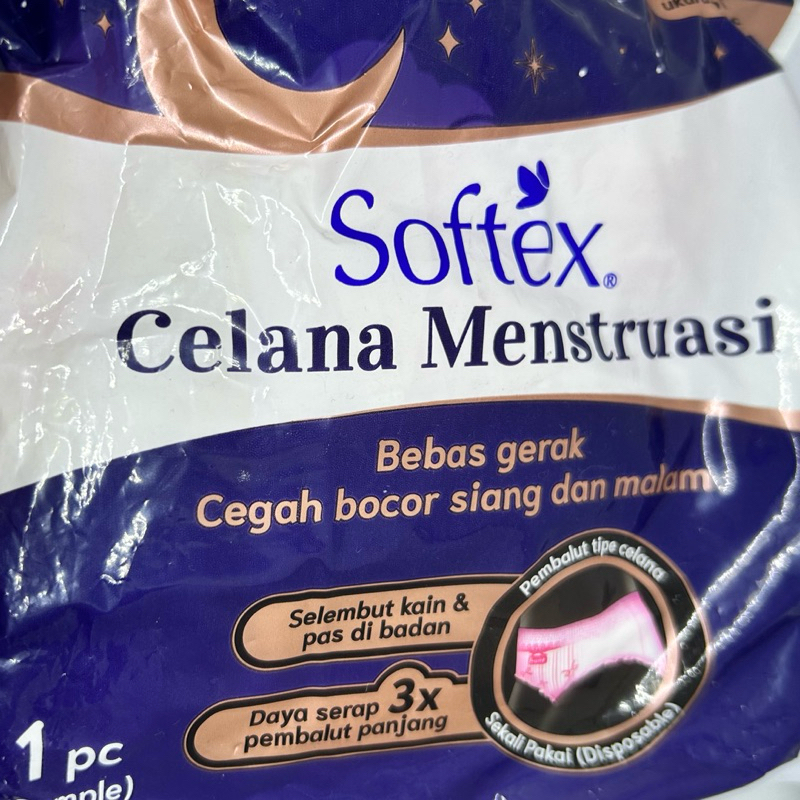 Softex®
Celana Menstruasi
Bebas gerak
Cegah bocor siang dan malam
Pembalut tipe celana
Selembut kain &
pas di badan
Daya serap 3x
pembalut panjang
Sekali Pakai (Disposable)
1 pc